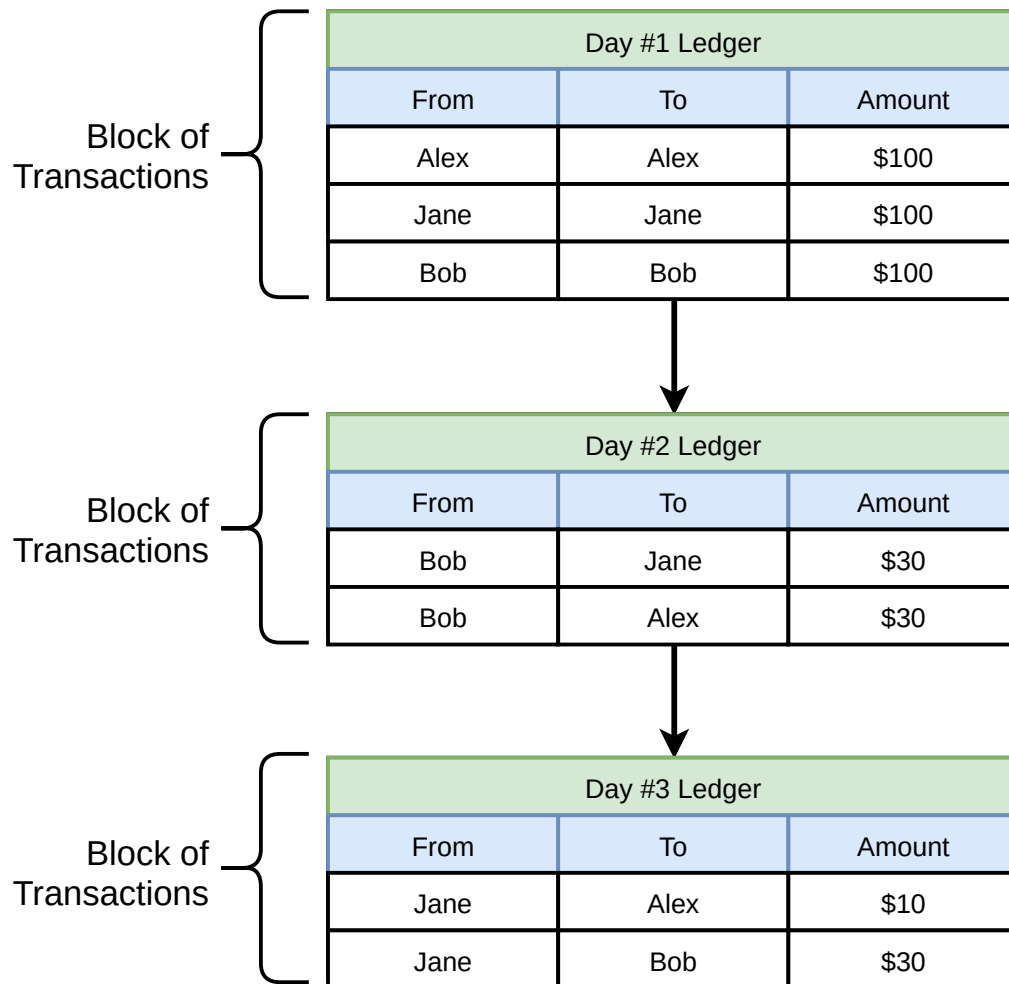 Day #1 Ledger
From To Amount
Block of
Transactions
Alex Alex $100
Jane Jane $100
Bob Bob $100
Day #2 Ledger
From To Amount
Block of
Transactions
Bob Jane $30
Bob Alex $30
Day #3 Ledger
From To Amount
Block of
Transactions
Jane Alex $10
Jane Bob $30